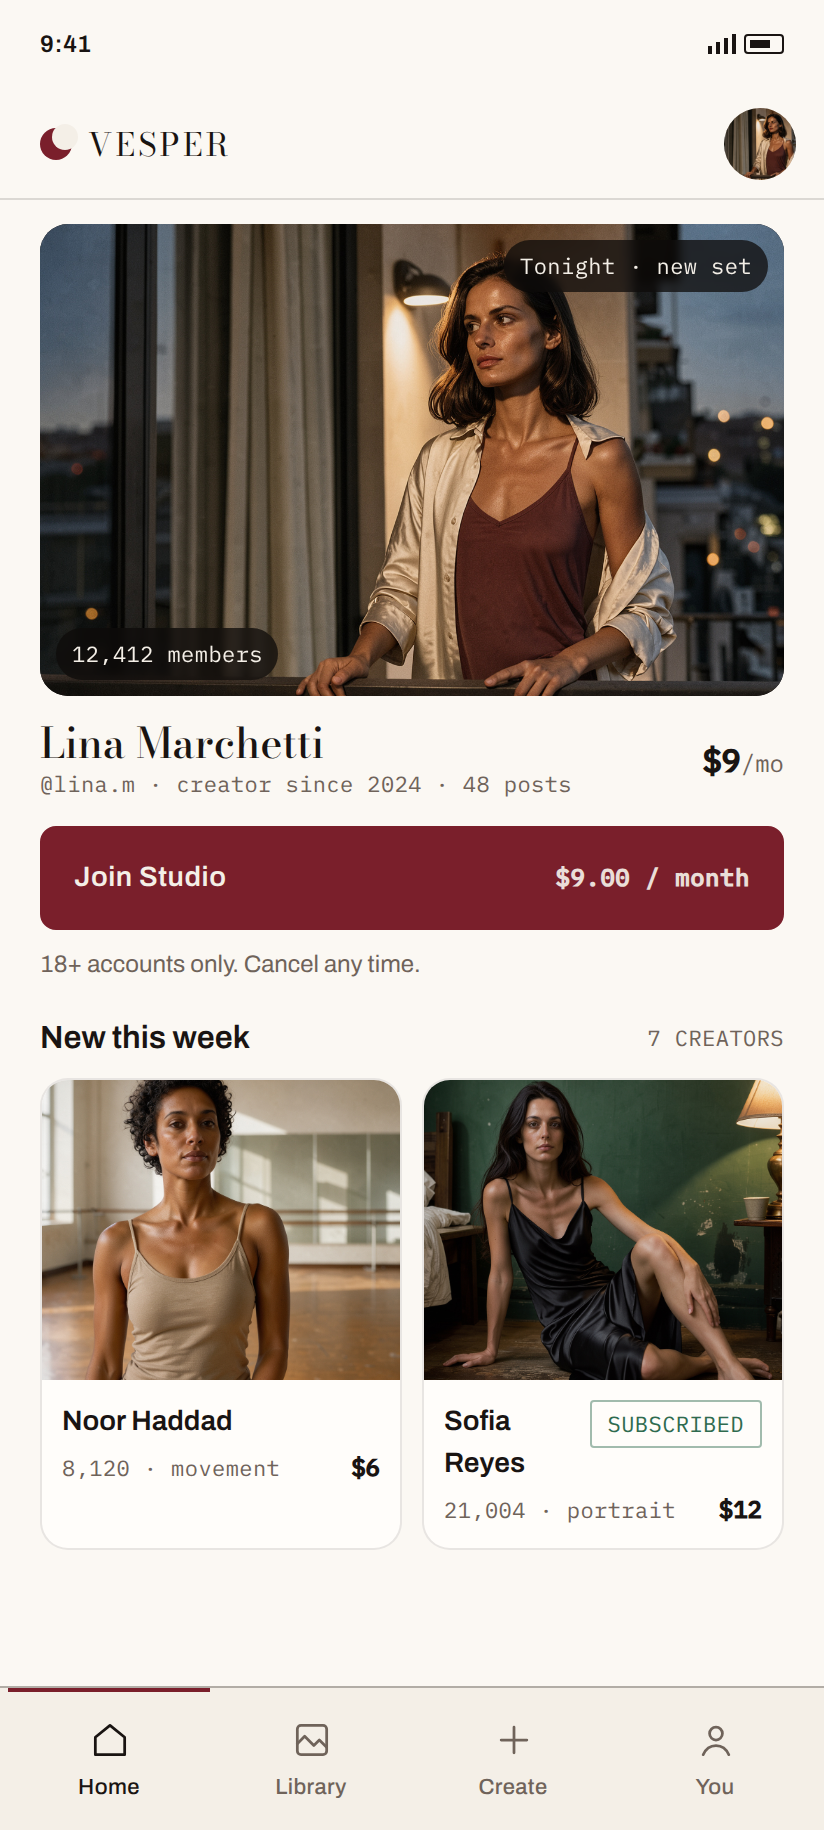 9:41
VESPER
Tonight · new set
12,412 members
Lina Marchetti
$9/mo
@lina.m · creator since 2024 · 48 posts
Join Studio
$9.00 / month
18+ accounts only. Cancel any time.
New this week
7 CREATORS
Noor Haddad
8,120 · movement
$6
Sofia
Reyes
SUBSCRIBED
21,004 · portrait
$12
Home
Library
Create
You